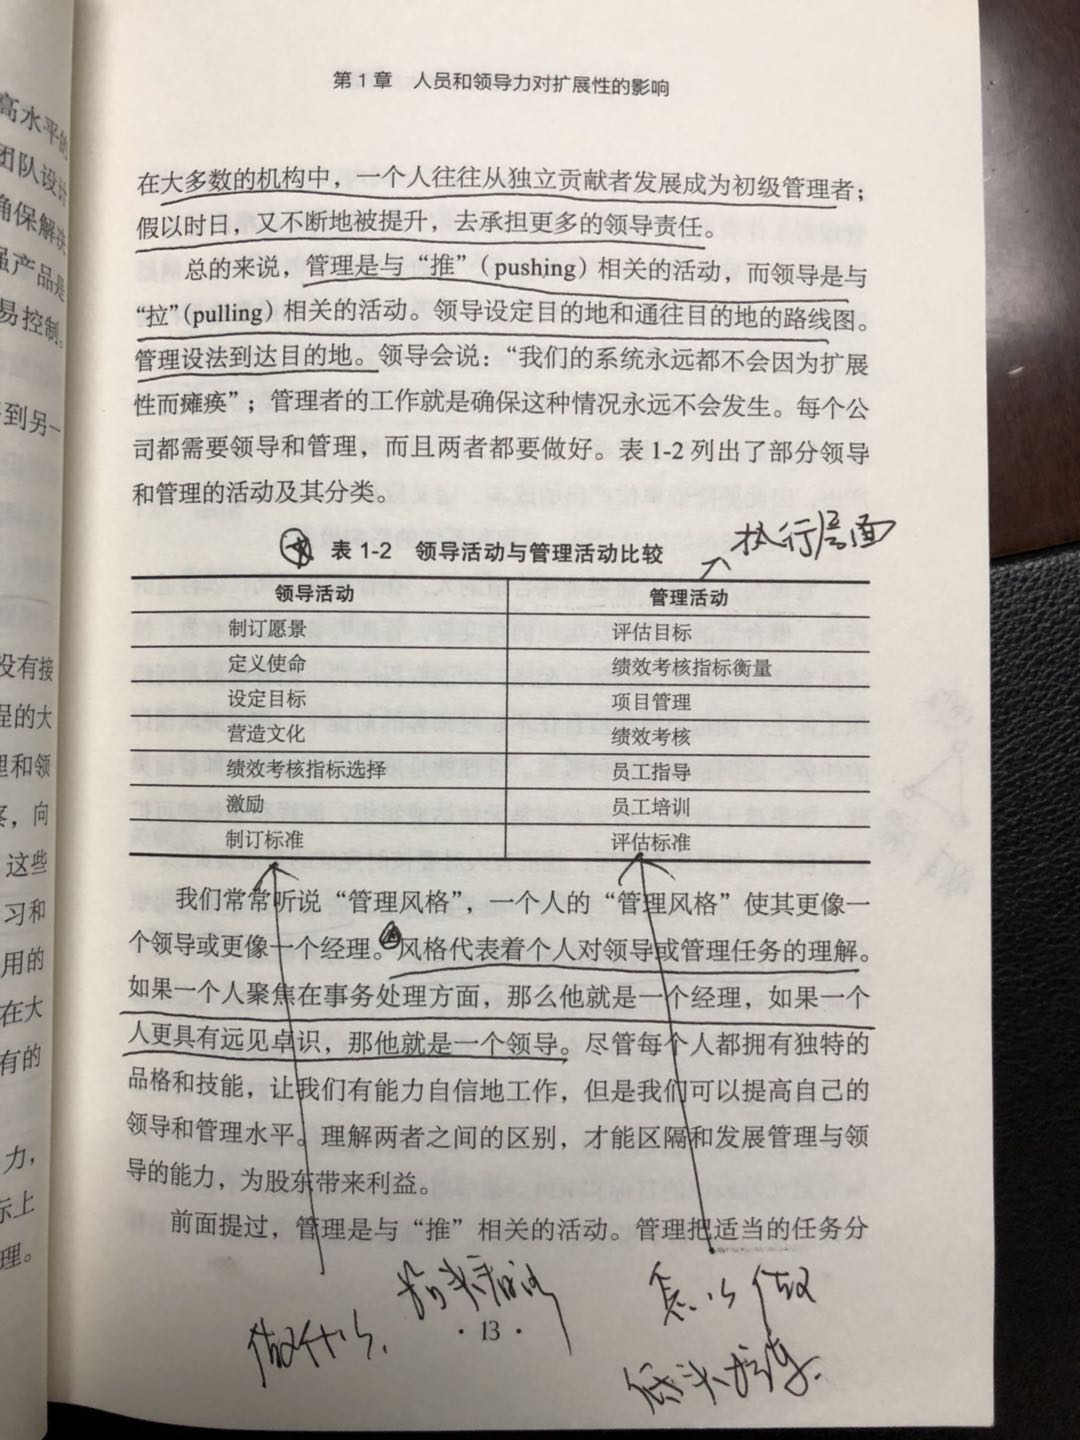 第1章 人员和领导力对扩展性的影响
高水平的
团队设计
确保解决
强产品是
易控制。
到另一
没有接
程的大
理和领
察，向
这些
习和
用的
在大
有的
力，
际上
理。
在大多数的机构中，一个人往往从独立贡献者发展成为初级管理者；
假以时日，又不断地被提升，去承担更多的领导责任。
总的来说，管理是与“推”（pushing）相关的活动，而领导是与
“拉”(pulling）相关的活动。领导设定目的地和通往目的地的路线图。
管理设法到达目的地。领导会说：“我们的系统永远都不会因为扩展
性而瘫痪”；管理者的工作就是确保这种情况永远不会发生。每个公
司都需要领导和管理，而且两者都要做好。表 1-2 列出了部分领导
和管理的活动及其分类。
执行层面
表 1-2 领导活动与管理活动比较
领导活动 管理活动
制订愿景 评估目标
定义使命 绩效考核指标衡量
设定目标 项目管理
营造文化 绩效考核
绩效考核指标选择 员工指导
激励 员工培训
制订标准 评估标准
我们常常听说“管理风格”，一个人的“管理风格”使其更像一
个领导或更像一个经理。风格代表着个人对领导或管理任务的理解。
如果一个人聚焦在事务处理方面，那么他就是一个经理，如果一个
人更具有远见卓识，那他就是一个领导。尽管每个人都拥有独特的
品格和技能，让我们有能力自信地工作，但是我们可以提高自己的
领导和管理水平。理解两者之间的区别，才能区隔和发展管理与领
导的能力，为股东带来利益。
前面提过，管理是与“推”相关的活动。管理把适当的任务分
做什么
怎么做
· 13 ·